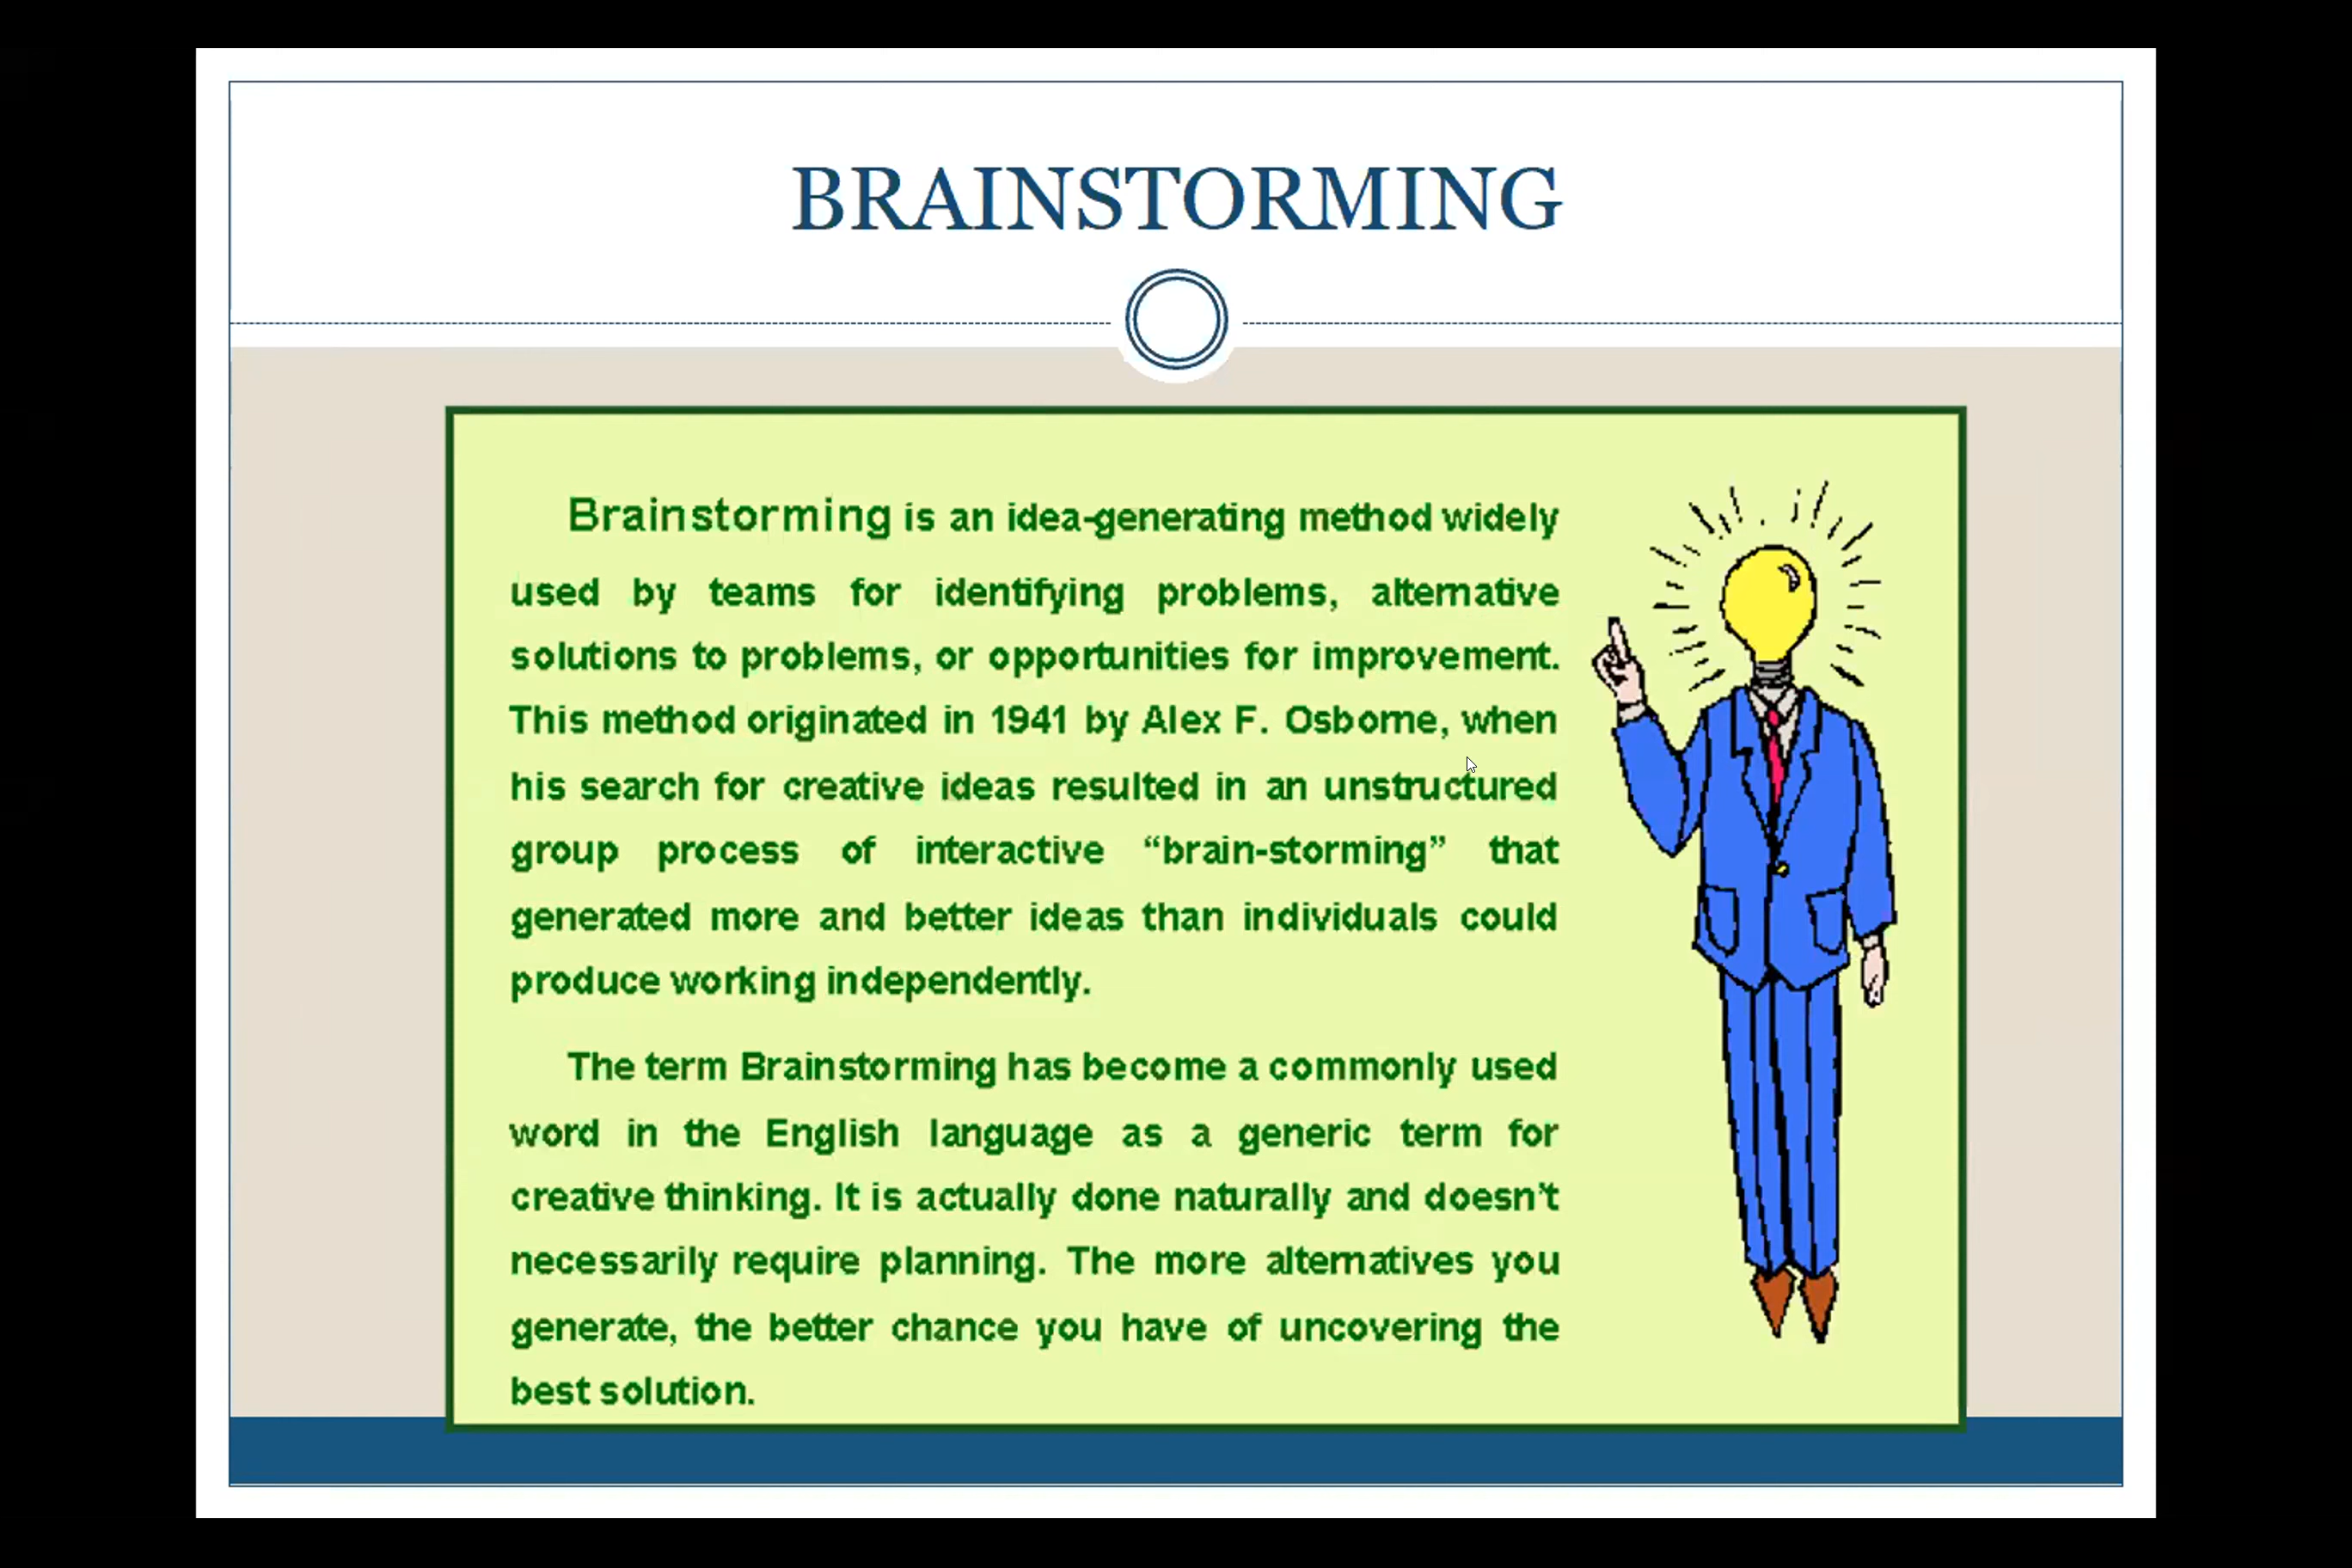 BRAINSTORMING
Brainstorming is an idea-generating method widely
used by teams for identifying problems, alternative
solutions to problems, or opportunities for improvement.
This method originated in 1941 by Alex F. Osborne, when
his search for creative ideas resulted in an unstructured
group process of interactive “brain-storming” that
generated more and better ideas than individuals could
produce working independently.
The term Brainstorming has become a commonly used
word in the English language as a generic term for
creative thinking. It is actually done naturally and doesn’t
necessarily require planning. The more alternatives you
generate, the better chance you have of uncovering the
best solution.